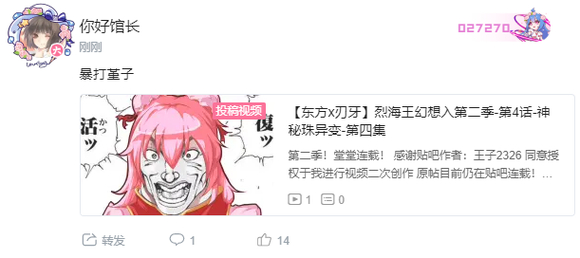 你好馆长
027270
刚刚
暴打堇子
投稿视频
活ッ
かつ
復ッ
【东方x刃牙】烈海王幻想入第二季-第4话-神
秘珠异变-第四集
第二季！堂堂连载！ 感谢贴吧作者：王子2326 同意授
权于我进行视频二次创作 原帖目前仍在贴吧连载！...
1
0
转发
1
14